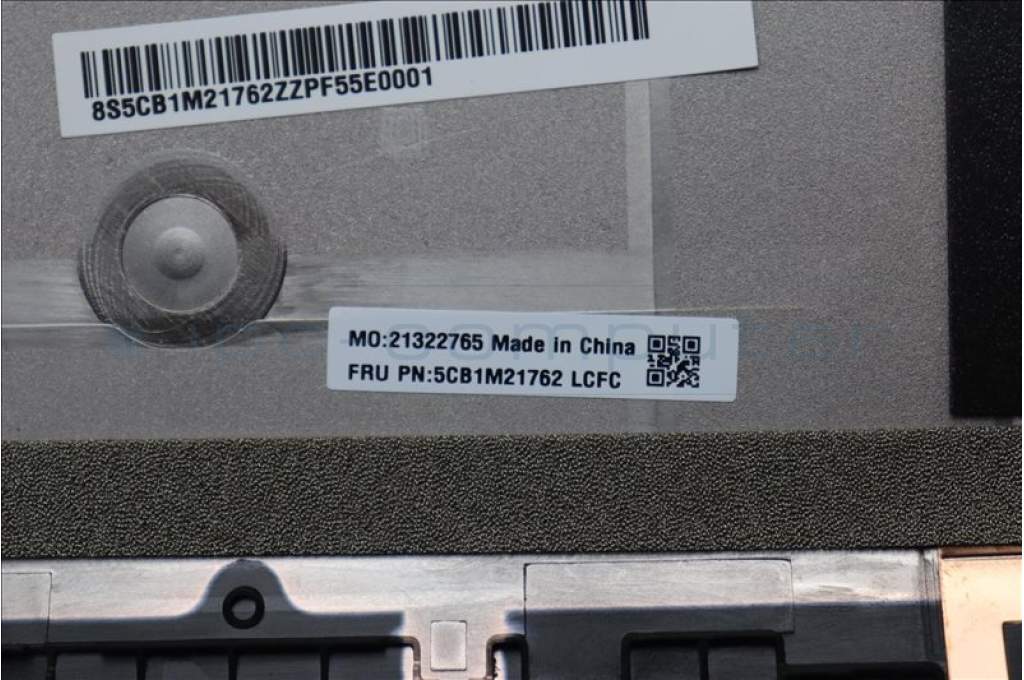 8S5CB1M21762ZZPF55E0001
MO:21322765 Made in China
FRU PN:5CB1M21762 LCFC